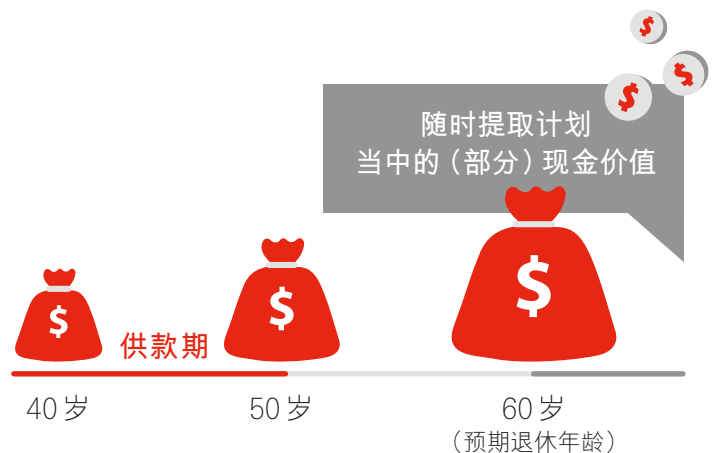 $
$
$
随时提取计划
当中的（部分）现金价值
$
$
$
供款期
40岁
50岁
60岁
（预期退休年龄）